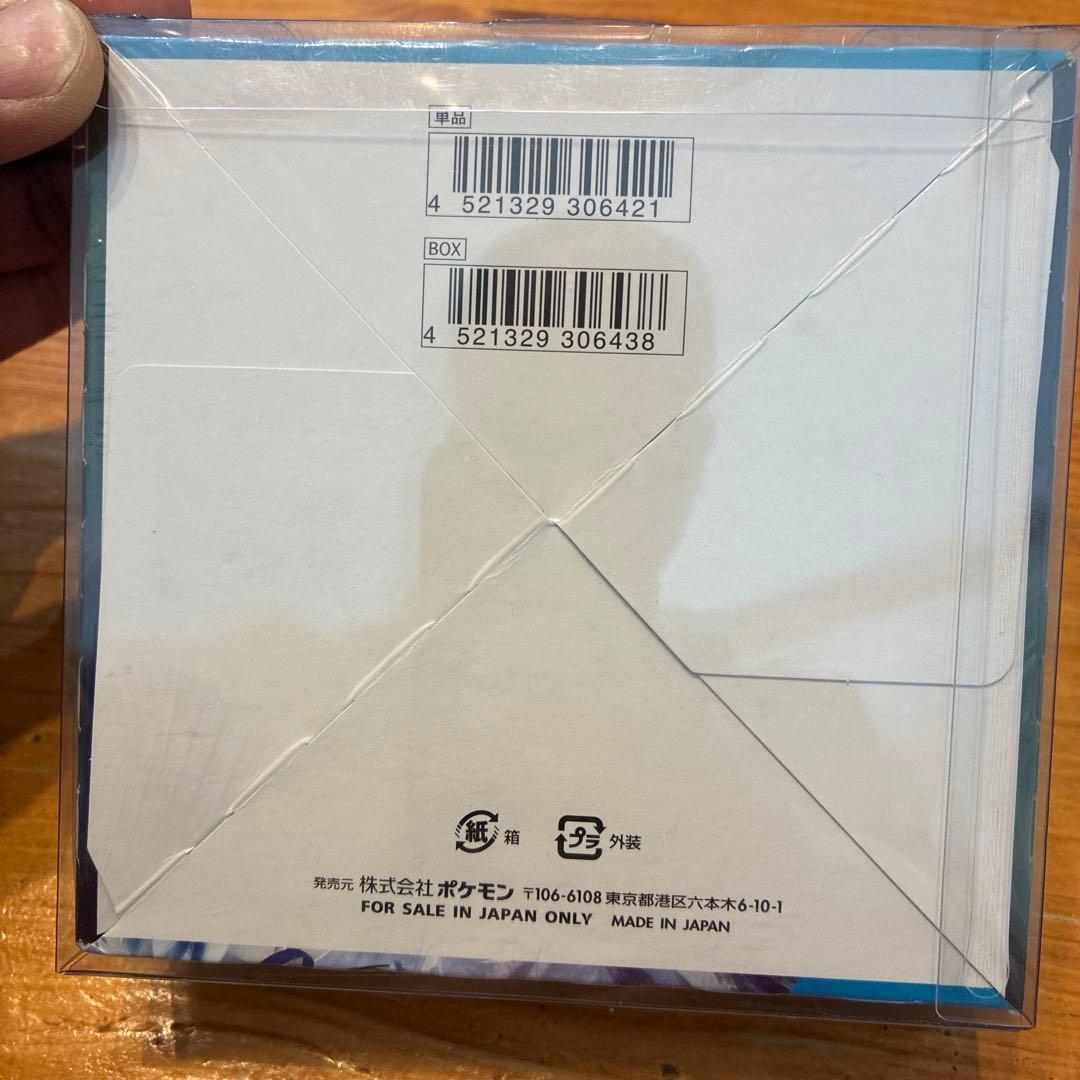 単品
4 521329 306421
BOX
4 521329 306438
紙 箱 プラ 外装
発売元 株式会社 ポケモン 〒106-6108 東京都港区六本木6-10-1
FOR SALE IN JAPAN ONLY MADE IN JAPAN